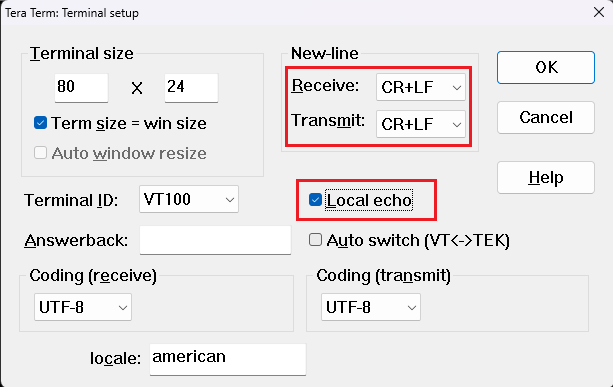 Tera Term: Terminal setup
Terminal size
80 X 24
Term size = win size
Auto window resize
New-line
Receive: CR+LF
Transmit: CR+LF
OK
Cancel
Help
Terminal ID: VT100
Local echo
Answerback:
Auto switch (VT<->TEK)
Coding (receive)
UTF-8
Coding (transmit)
UTF-8
locale: american